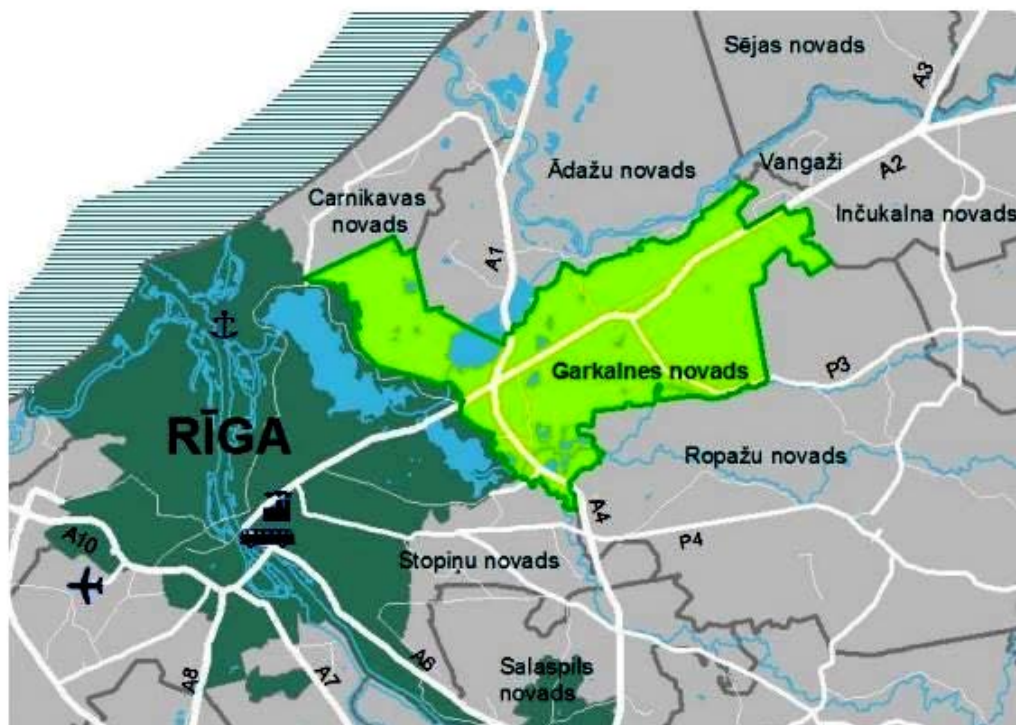 Sējas novads
A3
Vangaži
A2
Ādažu novads
Carnikavas
novads
Inčukalna novads
A1
Garkalnes novads
P3
RĪGA
Ropažu novads
A4
P4
A10
Stopiņu novads
A6
A8
A7
Salaspils
novads